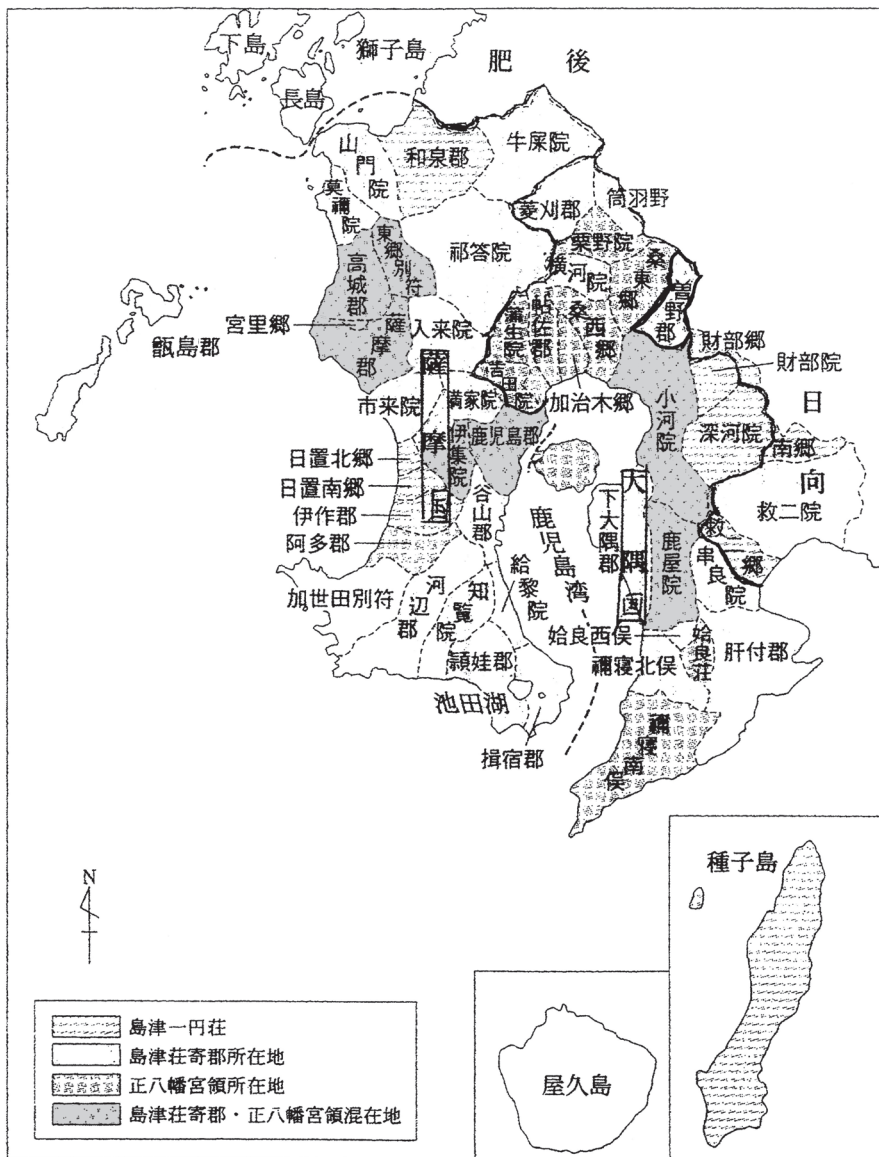 下島
獅子島
肥後
長島
山門院
和泉郡
牛屎院
莫禰院
菱刈郡
筒羽野
東郷別符
祁答院
栗野院
横河院
桑東郷
高城郡
曽野郡
宮里郷
薩摩郡
入来院
蒲生院
帖佐郡
桑西郷
財部郷
財部院
甑島郡
薩摩国
吉田院
市来院
満家院
加治木郷
小河院
日
伊集院
鹿児島郡
深河院
南郷
日置北郷
日置南郷
大隅国
向
伊作郡
谷山郡
下大隅郡
救二院
阿多郡
鹿児島湾
鹿屋院
救一郷
串良院
加世田別符
河辺郡
知覧院
給黎院
姶良西俣
姶良荘
肝付郡
頴娃郡
禰寝北俣
池田湖
揖宿郡
禰寝南俣
N
種子島
島津一円荘
島津荘寄郡所在地
正八幡宮領所在地
島津荘寄郡・正八幡宮領混在地
屋久島